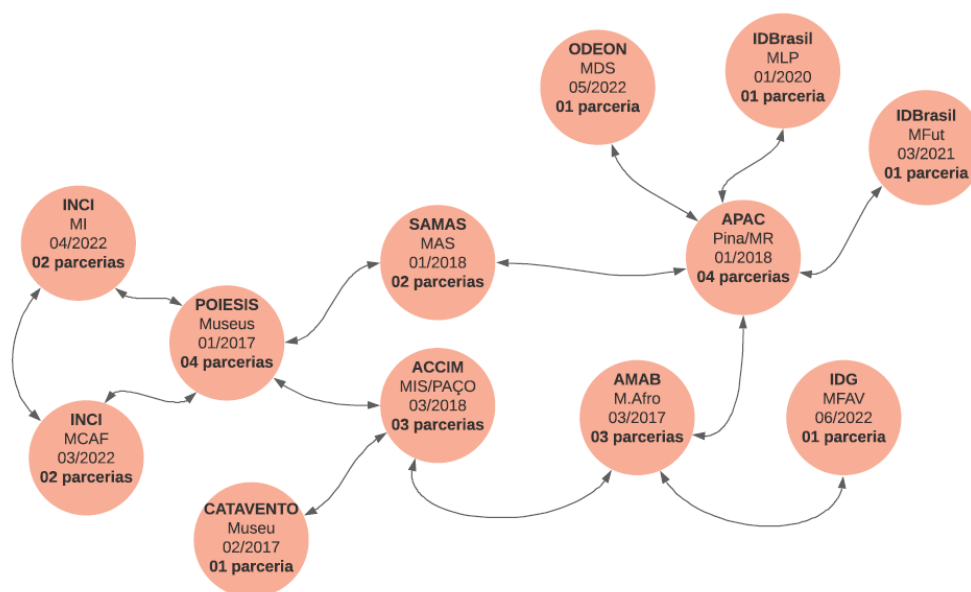 ODEON
MDS
05/2022
01 parceria
IDBrasil
MLP
01/2020
01 parceria
IDBrasil
MFut
03/2021
01 parceria
INCI
MI
04/2022
02 parcerias
SAMAS
MAS
01/2018
02 parcerias
APAC
Pina/MR
01/2018
04 parcerias
POIESIS
Museus
01/2017
04 parcerias
ACCIM
MIS/PAÇO
03/2018
03 parcerias
AMAB
M.Afro
03/2017
03 parcerias
IDG
MFAV
06/2022
01 parceria
INCI
MCAF
03/2022
02 parcerias
CATAVENTO
Museu
02/2017
01 parceria